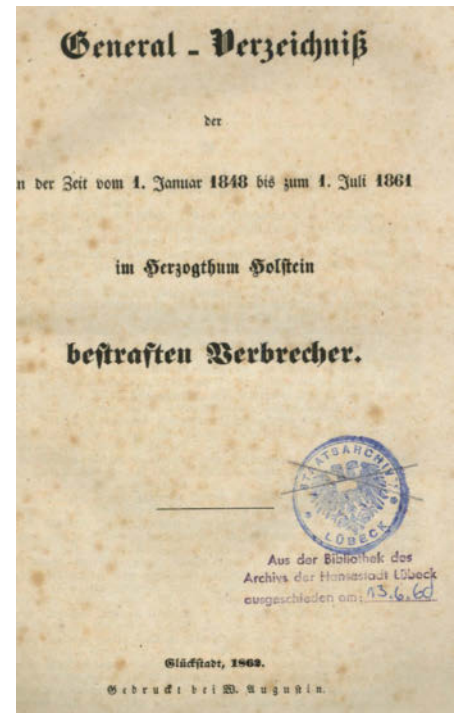 General - Verzeichniß
der
n der Zeit vom 1. Januar 1848 bis zum 1. Juli 1861
im Herzogthum Holstein
bestraften Verbrecher.
STAATSARCHIV
LÜBECK
Aus der Bibliothek des
Archivs der Hansestadt Lübeck
ausgeschieden am: 13.6.60
Glückstadt, 1862.
Gedruckt bei W. Augustin.